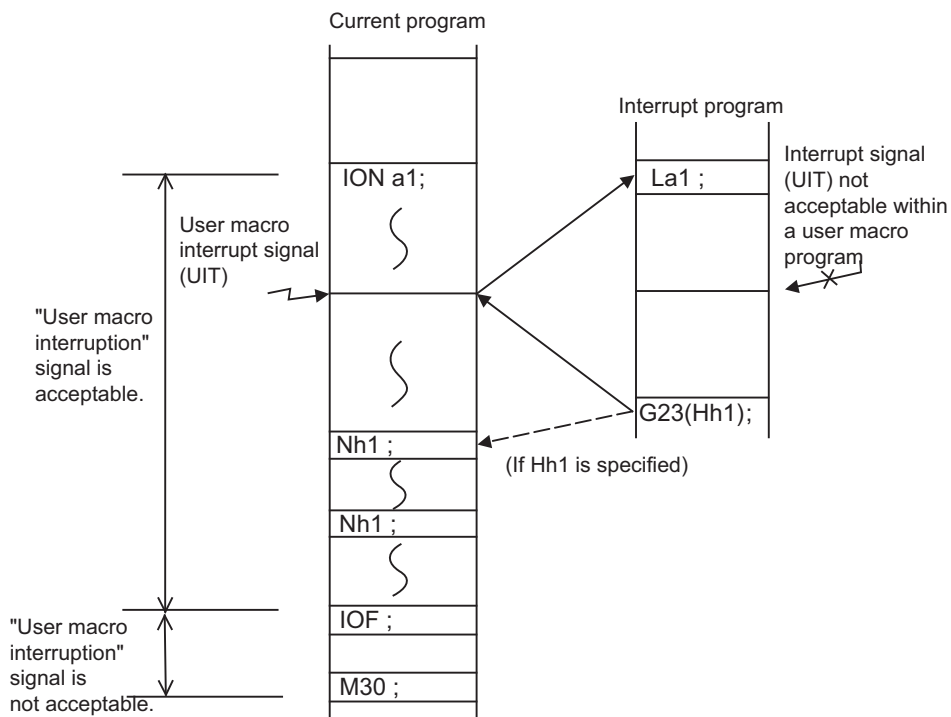 Current program
Interrupt program
ION a1;
La1 ;
Interrupt signal
(UIT) not
acceptable within
a user macro
program
User macro
interrupt signal
(UIT)
"User macro
interruption"
signal is
acceptable.
G23(Hh1);
Nh1 ;
(If Hh1 is specified)
Nh1 ;
IOF ;
"User macro
interruption"
signal is
not acceptable.
M30 ;